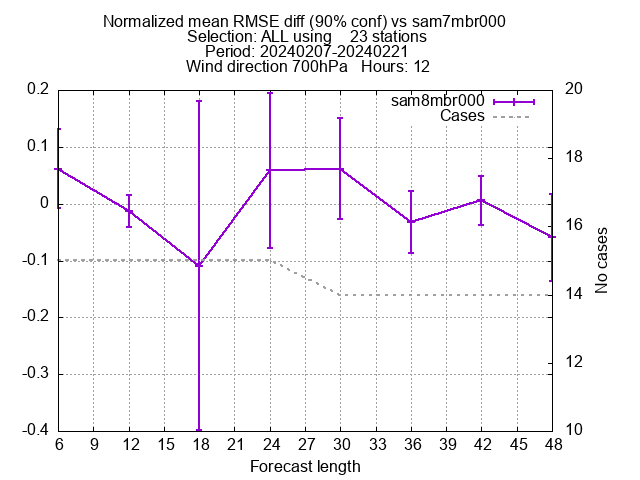 Normalized mean RMSE diff (90% conf) vs sam7mbr000
Selection: ALL using    23 stations
Period: 20240207-20240221
Wind direction 700hPa   Hours: 12
sam8mbr000
Cases
0.2
0.1
0
-0.1
-0.2
-0.3
-0.4
20
18
16
14
12
10
No cases
6 9 12 15 18 21 24 27 30 33 36 39 42 45 48
Forecast length